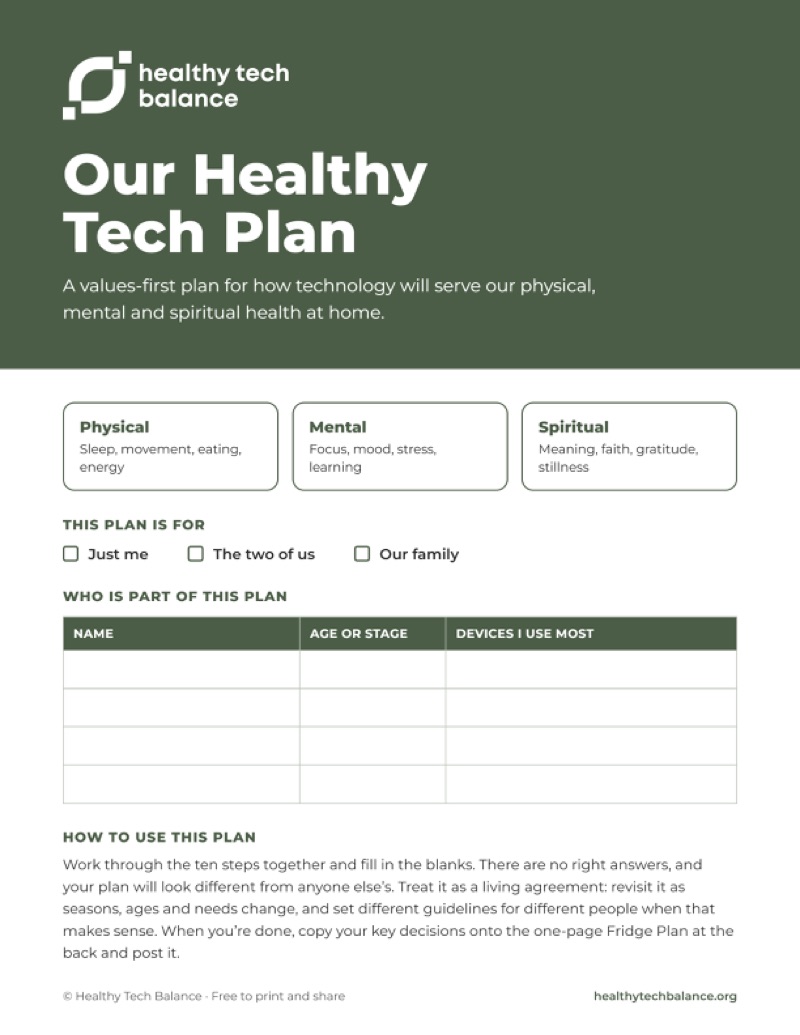 healthy tech
balance
Our Healthy
Tech Plan
A values-first plan for how technology will serve our physical,
mental and spiritual health at home.
Physical
Sleep, movement, eating,
energy
Mental
Focus, mood, stress,
learning
Spiritual
Meaning, faith, gratitude,
stillness
THIS PLAN IS FOR
Just me
The two of us
Our family
WHO IS PART OF THIS PLAN
NAME
AGE OR STAGE
DEVICES I USE MOST
HOW TO USE THIS PLAN
Work through the ten steps together and fill in the blanks. There are no right answers, and
your plan will look different from anyone else’s. Treat it as a living agreement: revisit it as
seasons, ages and needs change, and set different guidelines for different people when that
makes sense. When you’re done, copy your key decisions onto the one-page Fridge Plan at the
back and post it.
© Healthy Tech Balance · Free to print and share
healthytechbalance.org